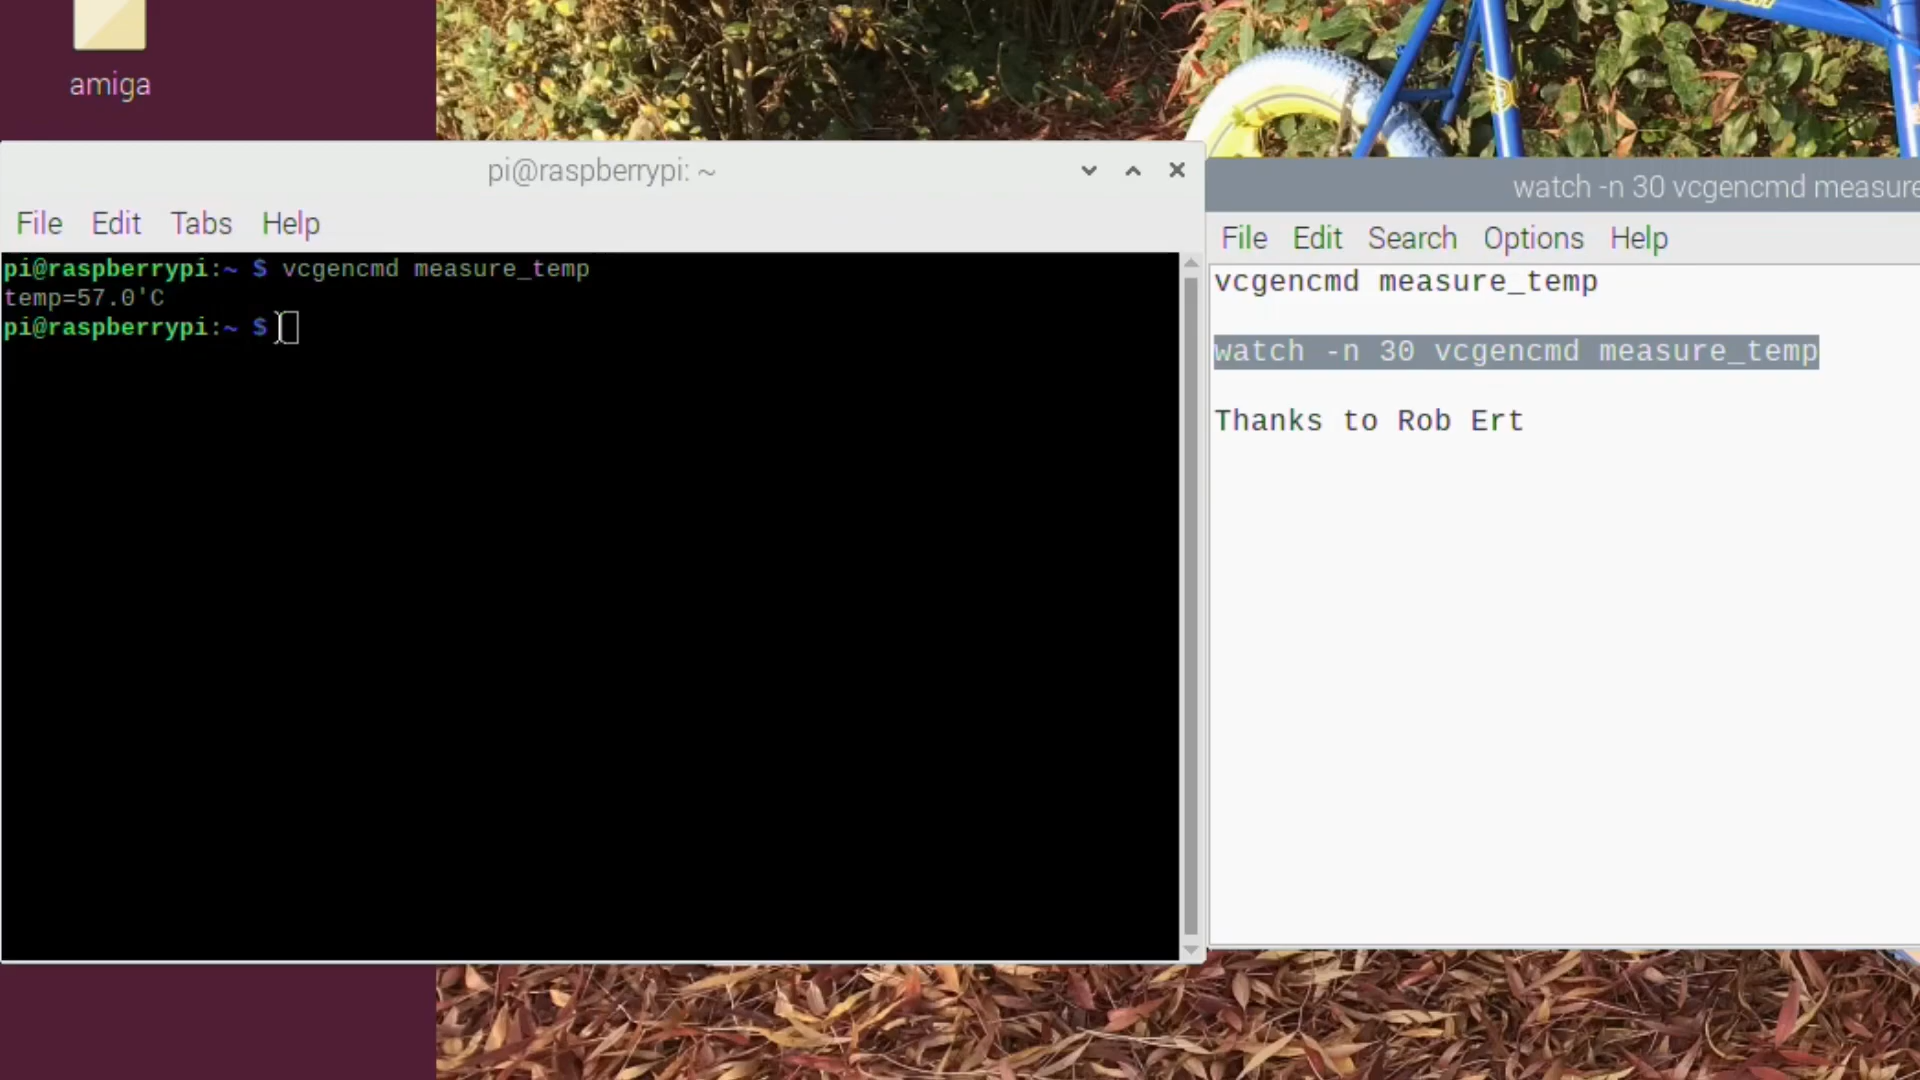 amiga
pi@raspberrypi: ~
File Edit Tabs Help
pi@raspberrypi:~ $ vcgencmd measure_temp
temp=57.0'C
pi@raspberrypi:~ $
watch -n 30 vcgencmd measure
File Edit Search Options Help
vcgencmd measure_temp
watch -n 30 vcgencmd measure_temp
Thanks to Rob Ert